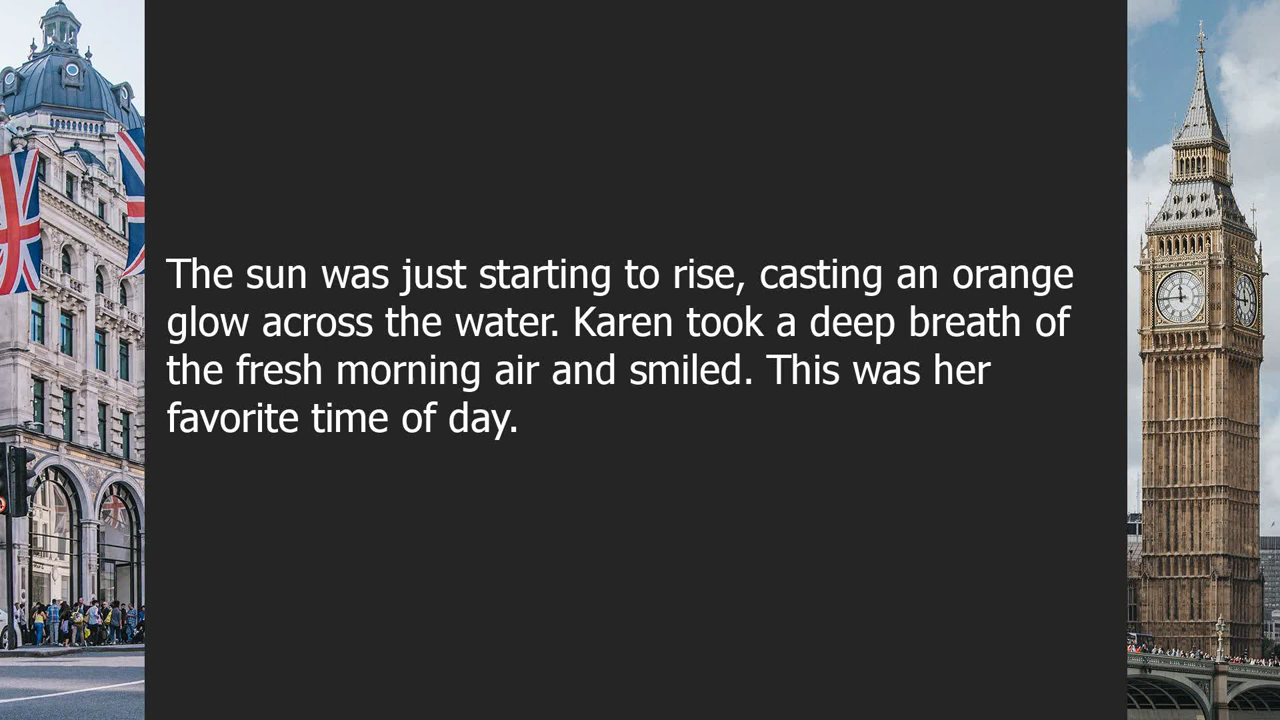 The sun was just starting to rise, casting an orange
glow across the water. Karen took a deep breath of
the fresh morning air and smiled. This was her
favorite time of day.